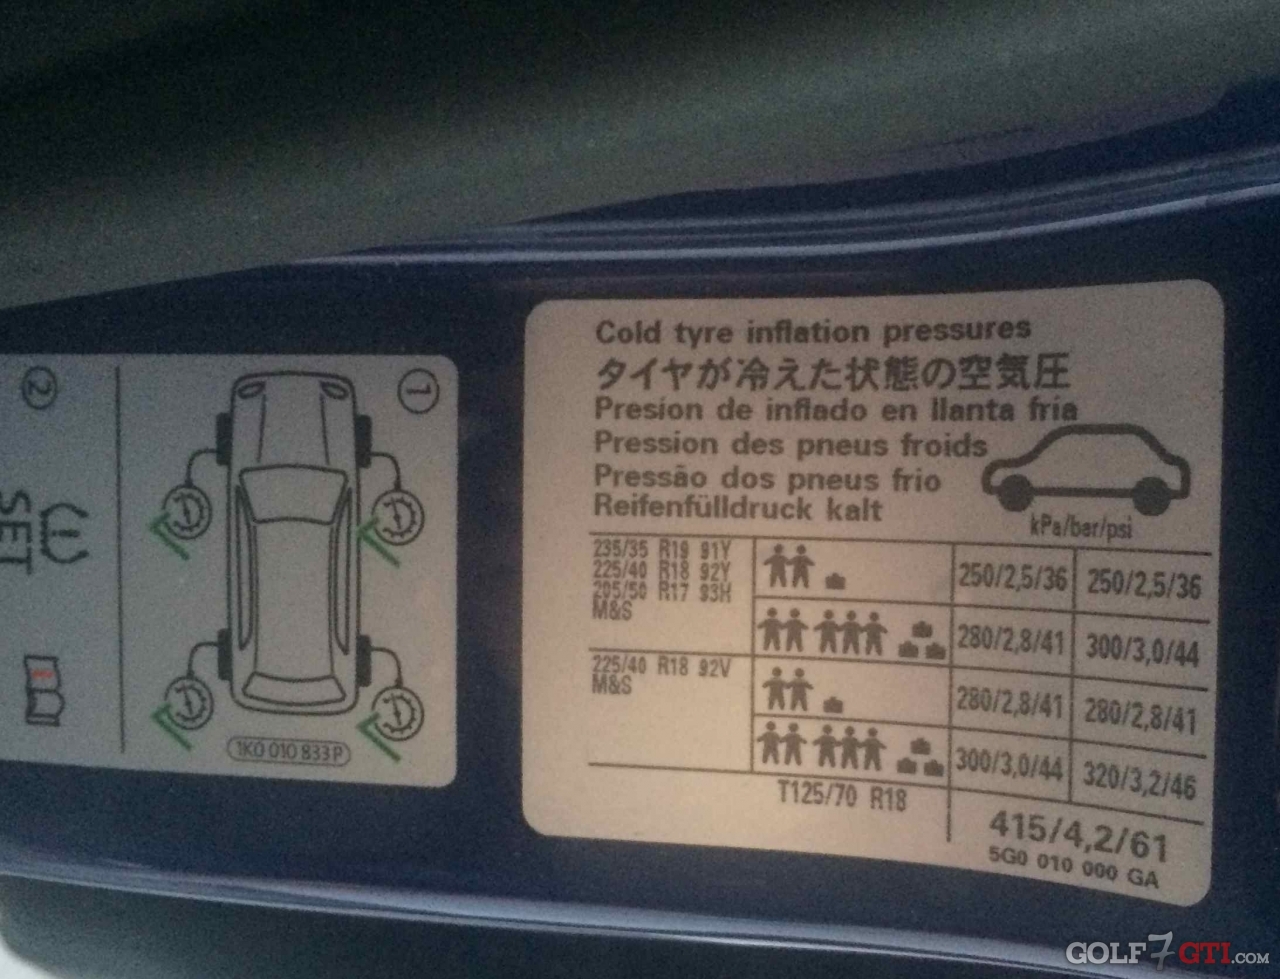 2
SET
i
1
1K0 010 833P
Cold tyre inflation pressures
タイヤが冷えた状態の空気圧
Presíon de inflado en llanta fría
Pression des pneus froids
Pressão dos pneus frio
Reifenfülldruck kalt
kPa/bar/psi
235/35 R19 91Y
225/40 R18 92Y
205/50 R17 93H
M&S
250/2,5/36 250/2,5/36
280/2,8/41 300/3,0/44
225/40 R18 92V
M&S
280/2,8/41 280/2,8/41
300/3,0/44 320/3,2/46
T125/70 R18
415/4,2/61
5G0 010 000 GA
GOLF7GTI.COM